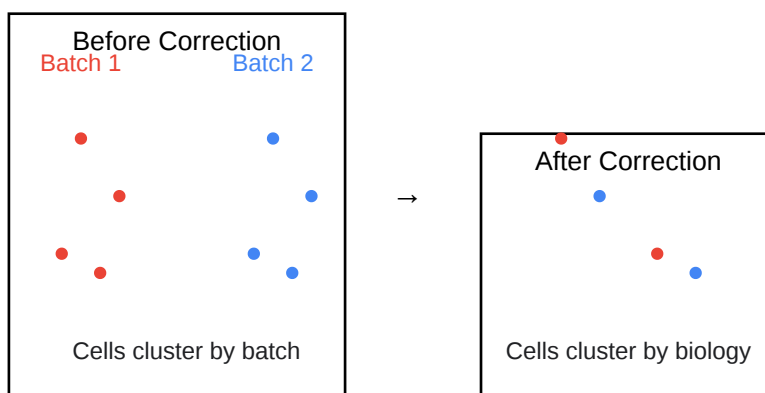 Before Correction
Batch 1
Batch 2
Cells cluster by batch
→
After Correction
Cells cluster by biology